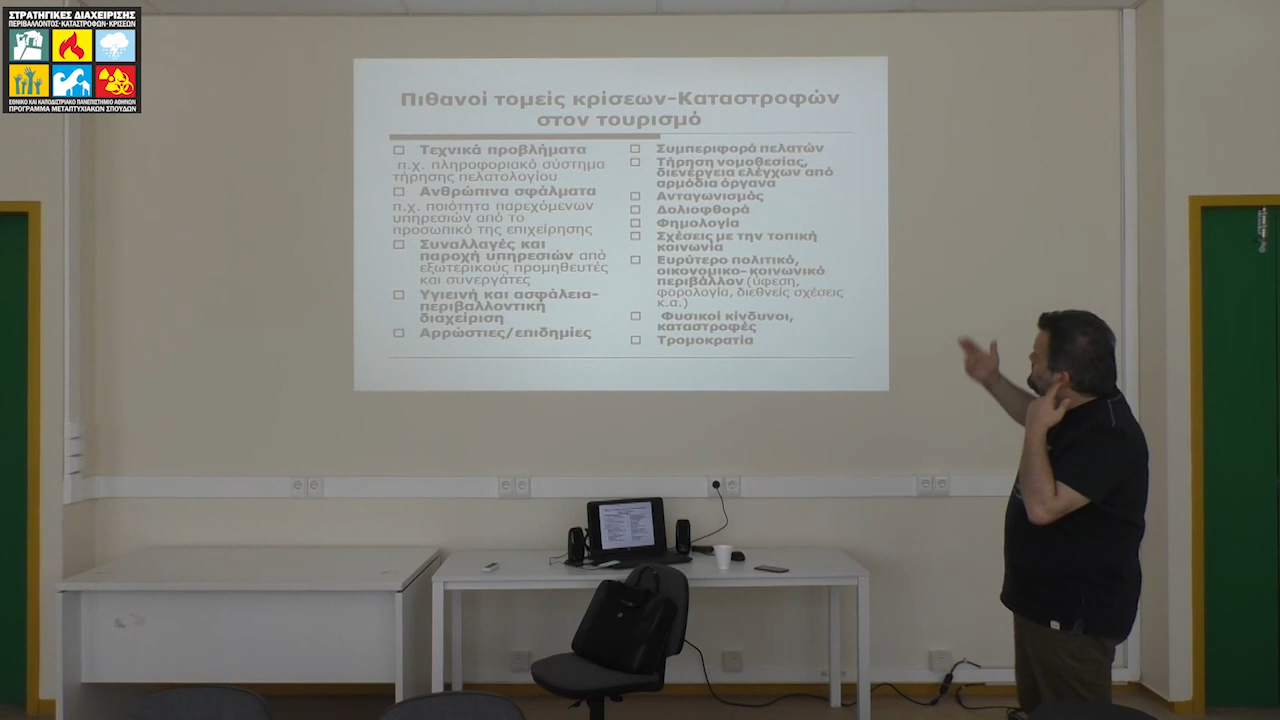 ΣΤΡΑΤΗΓΙΚΕΣ ΔΙΑΧΕΙΡΙΣΗΣ
ΠΕΡΙΒΑΛΛΟΝΤΟΣ·ΚΑΤΑΣΤΡΟΦΩΝ·ΚΡΙΣΕΩΝ
ΕΘΝΙΚΟ ΚΑΙ ΚΑΠΟΔΙΣΤΡΙΑΚΟ ΠΑΝΕΠΙΣΤΗΜΙΟ ΑΘΗΝΩΝ
ΠΡΟΓΡΑΜΜΑ ΜΕΤΑΠΤΥΧΙΑΚΩΝ ΣΠΟΥΔΩΝ
Πιθανοί τομείς κρίσεων-Καταστροφών
στον τουρισμό
Τεχνικά προβλήματα
π.χ. πληροφοριακό σύστημα
τήρησης πελατολογίου
Ανθρώπινα σφάλματα
π.χ. ποιότητα παρεχόμενων
υπηρεσιών από το
προσωπικό της επιχείρησης
Συναλλαγές και
παροχή υπηρεσιών από
εξωτερικούς προμηθευτές
και συνεργάτες
Υγιεινή και ασφάλεια-
περιβαλλοντική
διαχείριση
Αρρώστιες/επιδημίες
Συμπεριφορά πελατών
Τήρηση νομοθεσίας,
διενέργεια ελέγχων από
αρμόδια όργανα
Ανταγωνισμός
Δολιοφθορά
Φημολογία
Σχέσεις με την τοπική
κοινωνία
Ευρύτερο πολιτικό,
οικονομικο- κοινωνικό
περιβάλλον (ύφεση,
φορολογία, διεθνείς σχέσεις
κ.α.)
Φυσικοί κίνδυνοι,
καταστροφές
Τρομοκρατία